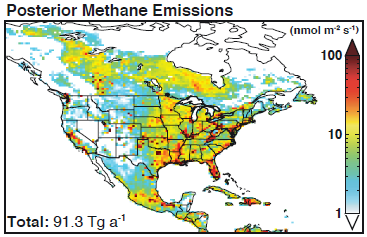 Posterior Methane Emissions
(nmol m⁻² s⁻¹)
100
10
1
Total: 91.3 Tg a⁻¹